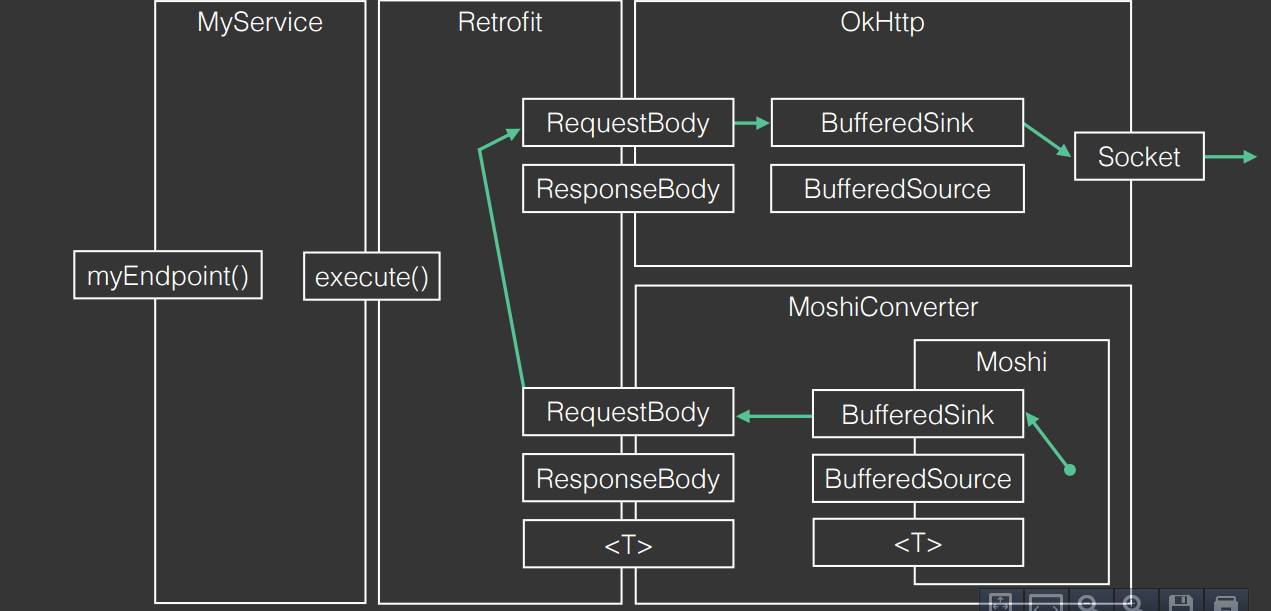 MyService
Retrofit
OkHttp
RequestBody
BufferedSink
Socket
ResponseBody
BufferedSource
myEndpoint()
execute()
MoshiConverter
Moshi
RequestBody
BufferedSink
ResponseBody
BufferedSource
<T>
<T>